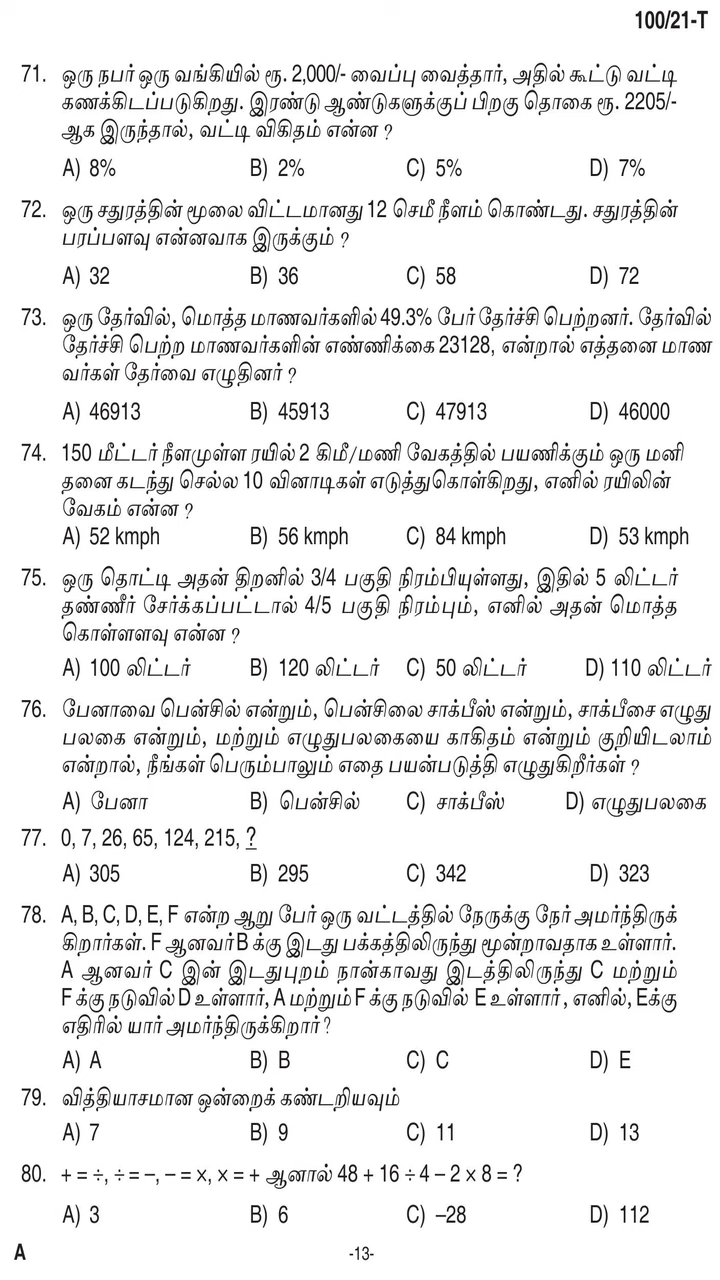 100/21-T
71. ஒரு நபர் ஒரு வங்கியில் ரூ. 2,000/- வைப்பு வைத்தார், அதில் கூட்டு வட்டி
கணக்கிடப்படுகிறது. இரண்டு ஆண்டுகளுக்குப் பிறகு தொகை ரூ. 2205/-
ஆக இருந்தால், வட்டி விகிதம் என்ன ?
A) 8% B) 2% C) 5% D) 7%
72. ஒரு சதுரத்தின் மூலை விட்டமானது 12 செமீ நீளம் கொண்டது. சதுரத்தின்
பரப்பளவு என்னவாக இருக்கும் ?
A) 32 B) 36 C) 58 D) 72
73. ஒரு தேர்வில், மொத்த மாணவர்களில் 49.3% பேர் தேர்ச்சி பெற்றனர். தேர்வில்
தேர்ச்சி பெற்ற மாணவர்களின் எண்ணிக்கை 23128, என்றால் எத்தனை மாண
வர்கள் தேர்வை எழுதினர் ?
A) 46913 B) 45913 C) 47913 D) 46000
74. 150 மீட்டர் நீளமுள்ள ரயில் 2 கிமீ/மணி வேகத்தில் பயணிக்கும் ஒரு மனி
தனை கடந்து செல்ல 10 வினாடிகள் எடுத்துகொள்கிறது, எனில் ரயிலின்
வேகம் என்ன ?
A) 52 kmph B) 56 kmph C) 84 kmph D) 53 kmph
75. ஒரு தொட்டி அதன் திறனில் 3/4 பகுதி நிரம்பியுள்ளது, இதில் 5 லிட்டர்
தண்ணீர் சேர்க்கப்பட்டால் 4/5 பகுதி நிரம்பும், எனில் அதன் மொத்த
கொள்ளளவு என்ன ?
A) 100 லிட்டர் B) 120 லிட்டர் C) 50 லிட்டர் D) 110 லிட்டர்
76. பேனாவை பென்சில் என்றும், பென்சிலை சாக்பீஸ் என்றும், சாக்பீசை எழுது
பலகை என்றும், மற்றும் எழுதுபலகையை காகிதம் என்றும் குறியிடலாம்
என்றால், நீங்கள் பெரும்பாலும் எதை பயன்படுத்தி எழுதுகிறீர்கள் ?
A) பேனா B) பென்சில் C) சாக்பீஸ் D) எழுதுபலகை
77. 0, 7, 26, 65, 124, 215, ?
A) 305 B) 295 C) 342 D) 323
78. A, B, C, D, E, F என்ற ஆறு பேர் ஒரு வட்டத்தில் நேருக்கு நேர் அமர்ந்திருக்
கிறார்கள். F ஆனவர் B க்கு இடது பக்கத்திலிருந்து மூன்றாவதாக உள்ளார்.
A ஆனவர் C இன் இடதுபுறம் நான்காவது இடத்திலிருந்து C மற்றும்
F க்கு நடுவில் D உள்ளார், A மற்றும் F க்கு நடுவில் E உள்ளார் , எனில், Eக்கு
எதிரில் யார் அமர்ந்திருக்கிறார் ?
A) A B) B C) C D) E
79. வித்தியாசமான ஒன்றைக் கண்டறியவும்
A) 7 B) 9 C) 11 D) 13
80. + = ÷, ÷ = –, – = ×, × = + ஆனால் 48 + 16 ÷ 4 – 2 × 8 = ?
A) 3 B) 6 C) –28 D) 112
A -13-